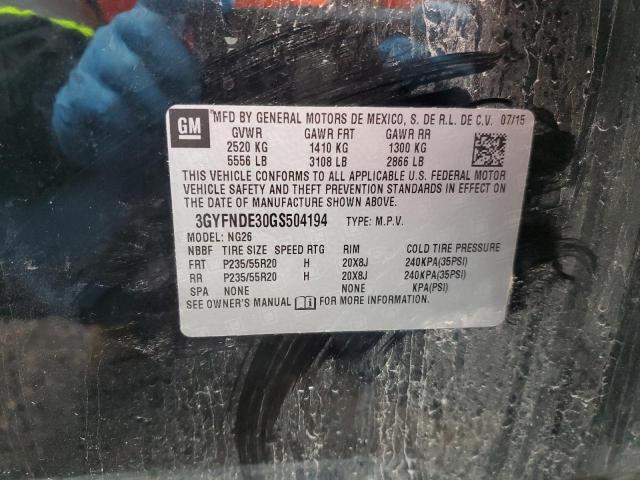 GM
MFD BY GENERAL MOTORS DE MEXICO, S. DE R.L. DE C.V. 07/15
GVWR GAWR FRT GAWR RR
2520 KG 1410 KG 1300 KG
5556 LB 3108 LB 2866 LB
THIS VEHICLE CONFORMS TO ALL APPLICABLE U.S. FEDERAL MOTOR
VEHICLE SAFETY AND THEFT PREVENTION STANDARDS IN EFFECT ON
THE DATE OF MANUFACTURE SHOWN ABOVE.
3GYFNDE30GS504194 TYPE: M.P.V.
MODEL: NG26
NBBF TIRE SIZE SPEED RTG RIM COLD TIRE PRESSURE
FRT P235/55R20 H 20X8J 240KPA(35PSI)
RR P235/55R20 H 20X8J 240KPA(35PSI)
SPA NONE NONE KPA(PSI)
SEE OWNER'S MANUAL FOR MORE INFORMATION.